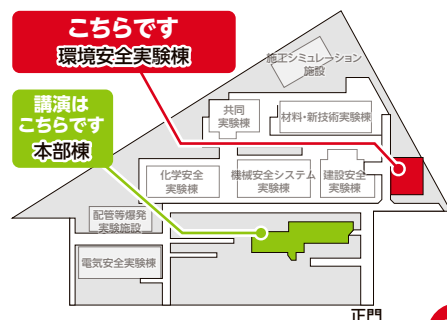 こちらです
環境安全実験棟
施工シミュレーション
施設
講演は
こちらです
本部棟
共同
実験棟
材料・新技術実験棟
化学安全
実験棟
機械安全システム
実験棟
建設安全
実験棟
配管等爆発
実験施設
電気安全実験棟
正門